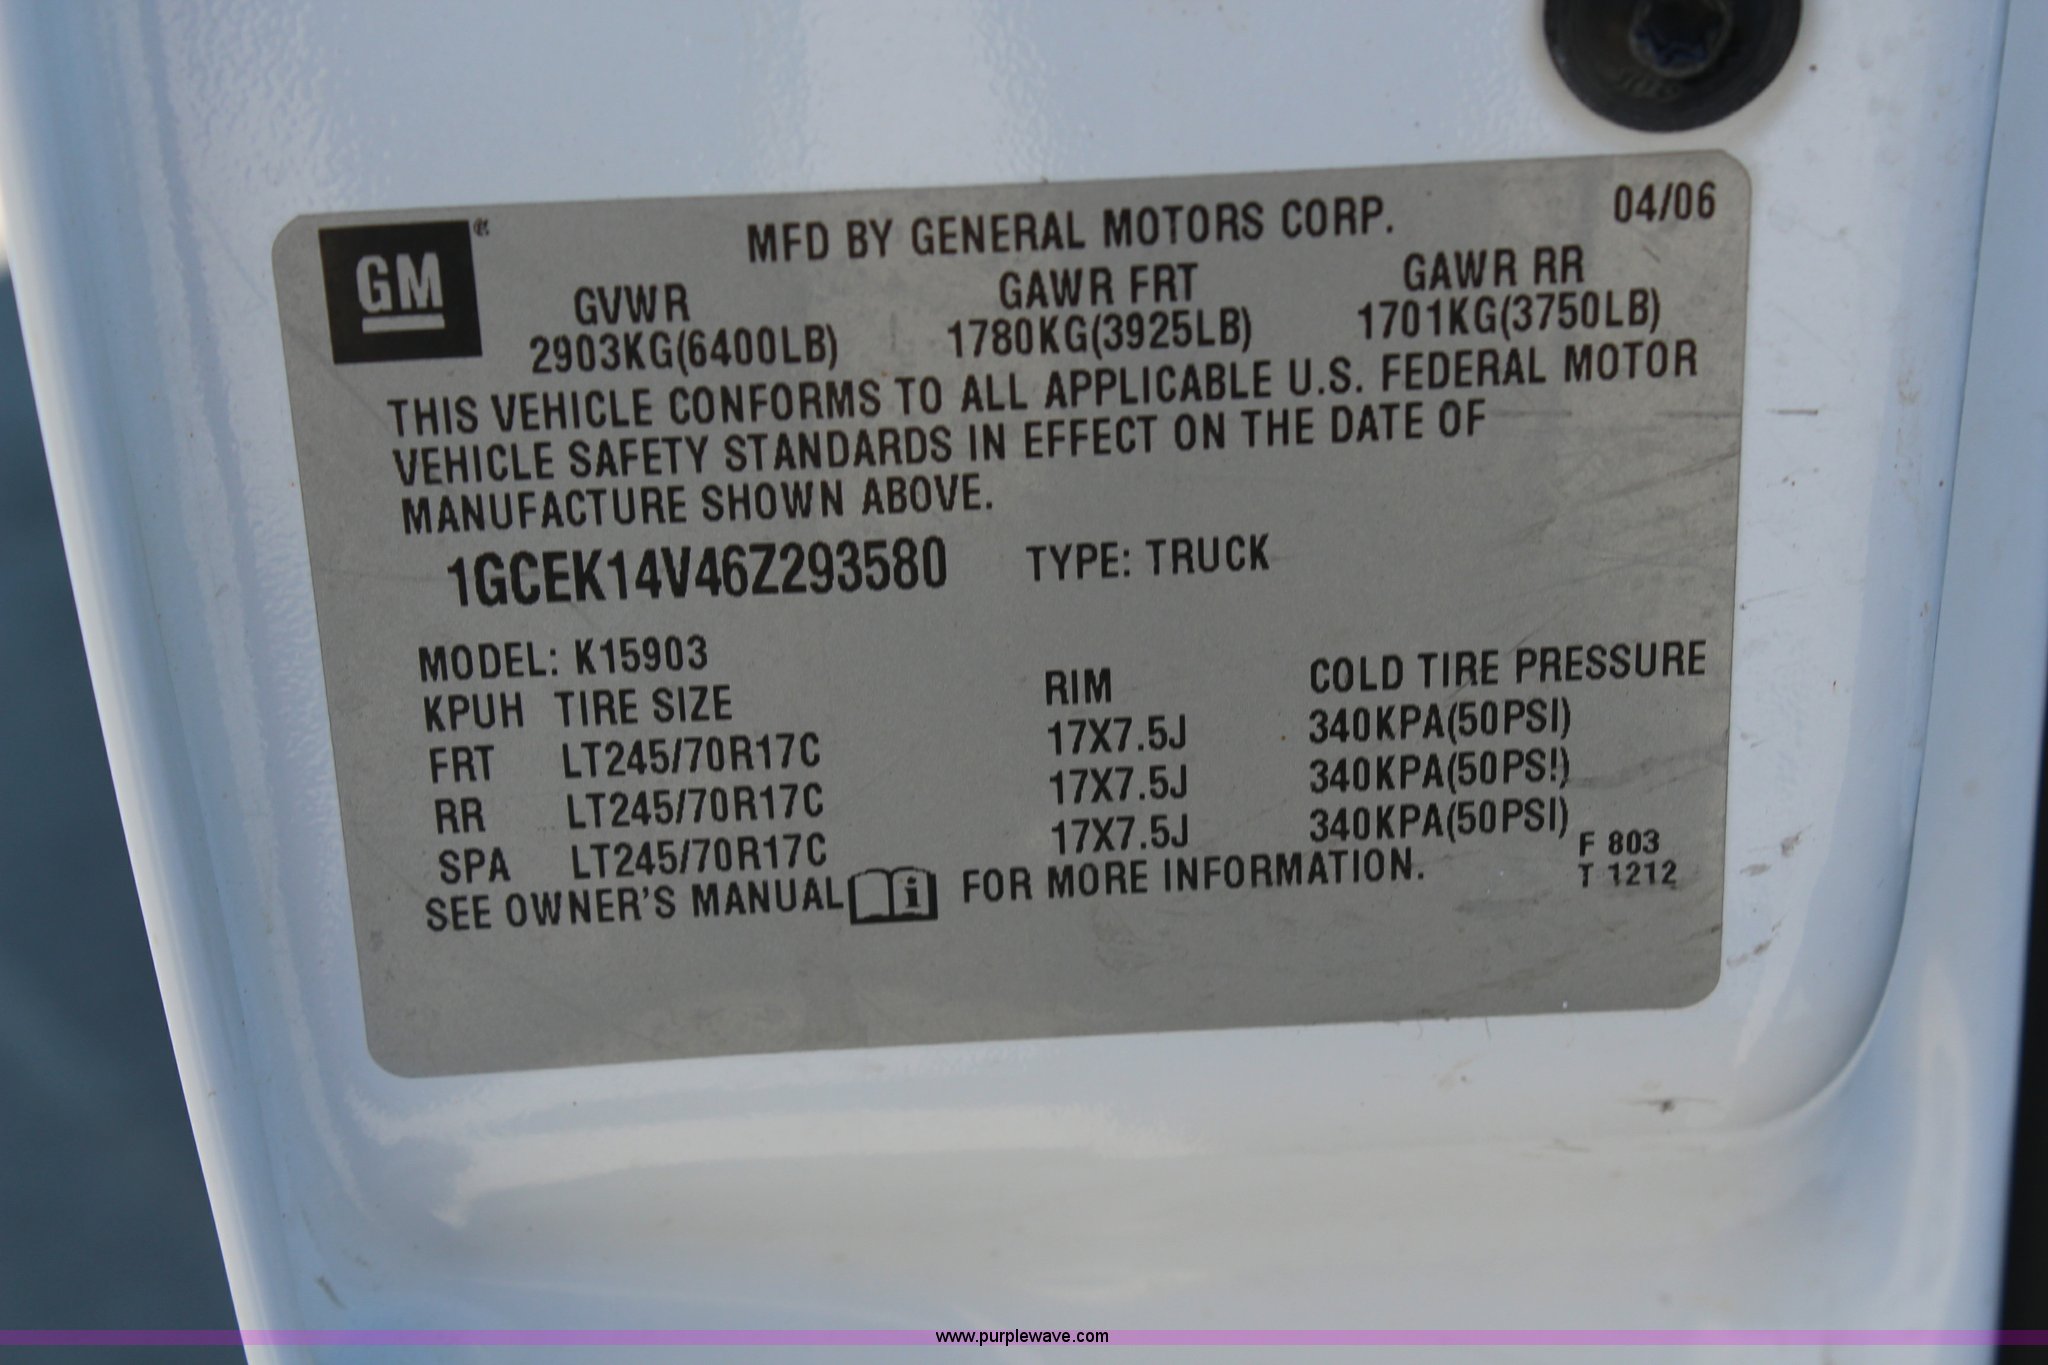 GM ®
MFD BY GENERAL MOTORS CORP.
04/06
GVWR
GAWR FRT
GAWR RR
2903KG(6400LB)
1780KG(3925LB)
1701KG(3750LB)
THIS VEHICLE CONFORMS TO ALL APPLICABLE U.S. FEDERAL MOTOR
VEHICLE SAFETY STANDARDS IN EFFECT ON THE DATE OF
MANUFACTURE SHOWN ABOVE.
1GCEK14V46Z293580 TYPE: TRUCK
MODEL: K15903
KPUH TIRE SIZE RIM COLD TIRE PRESSURE
FRT LT245/70R17C 17X7.5J 340KPA(50PSI)
RR LT245/70R17C 17X7.5J 340KPA(50PSI)
SPA LT245/70R17C 17X7.5J 340KPA(50PSI)
SEE OWNER'S MANUAL i FOR MORE INFORMATION.
F 803
T 1212
www.purplewave.com